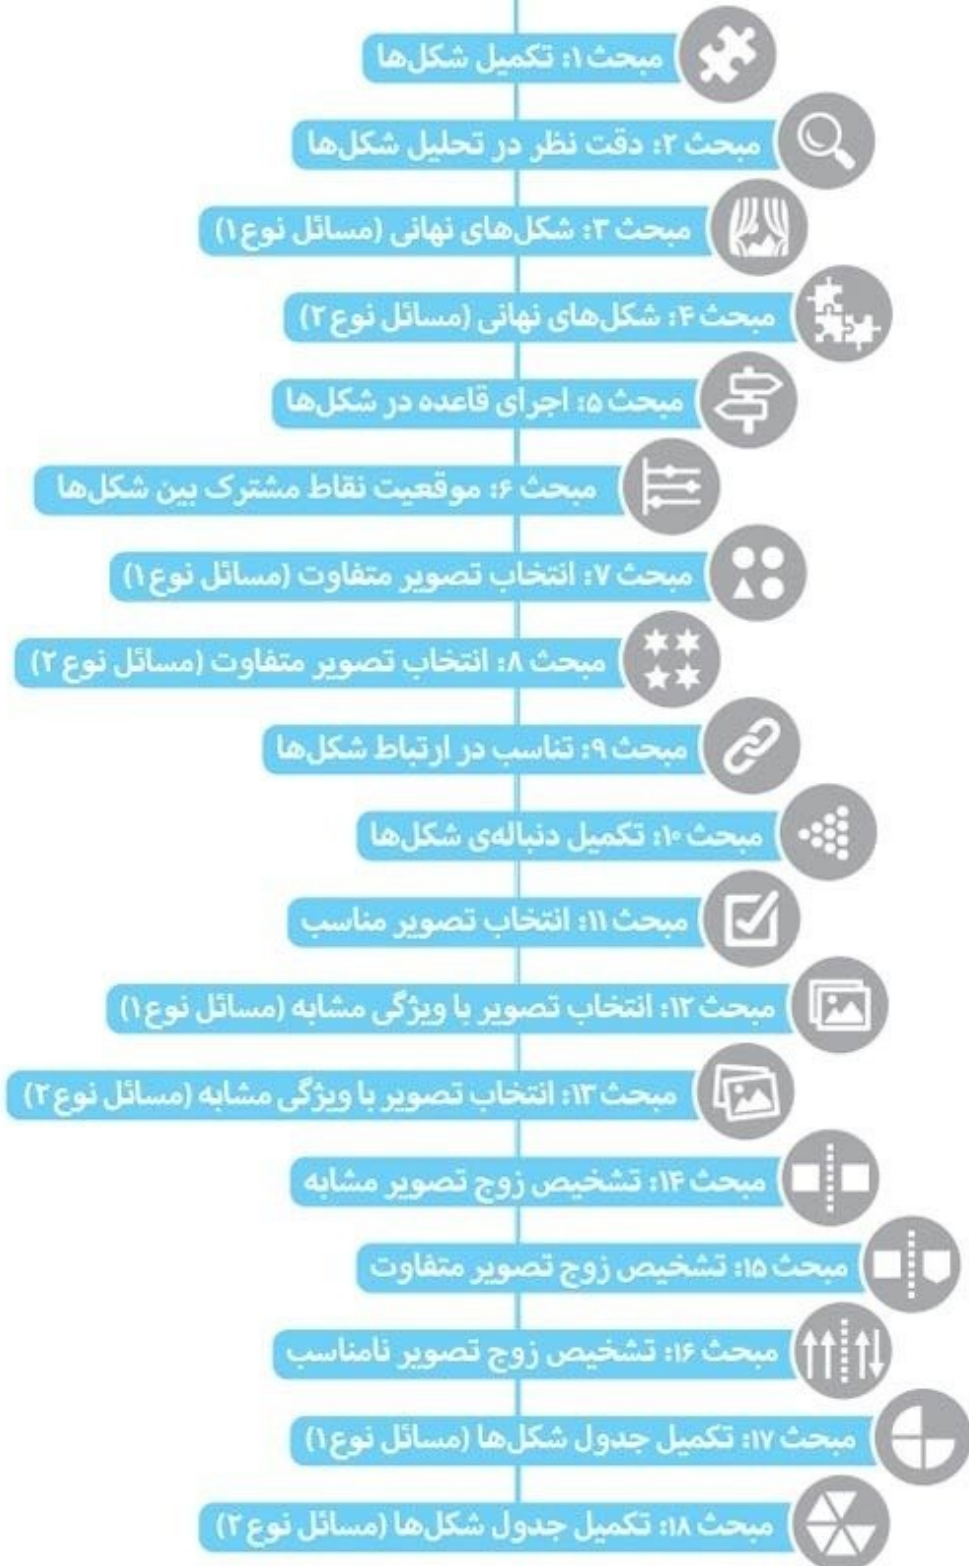 مبحث ۱: تکمیل شکل‌ها
مبحث ۲: دقت نظر در تحلیل شکل‌ها
مبحث ۳: شکل‌های نهانی (مسائل نوع ۱)
مبحث ۴: شکل‌های نهانی (مسائل نوع ۲)
مبحث ۵: اجرای قاعده در شکل‌ها
مبحث ۶: موقعیت نقاط مشترک بین شکل‌ها
مبحث ۷: انتخاب تصویر متفاوت (مسائل نوع ۱)
مبحث ۸: انتخاب تصویر متفاوت (مسائل نوع ۲)
مبحث ۹: تناسب در ارتباط شکل‌ها
مبحث ۱۰: تکمیل دنباله‌ی شکل‌ها
مبحث ۱۱: انتخاب تصویر مناسب
مبحث ۱۲: انتخاب تصویر با ویژگی مشابه (مسائل نوع ۱)
مبحث ۱۳: انتخاب تصویر با ویژگی مشابه (مسائل نوع ۲)
مبحث ۱۴: تشخیص زوج تصویر مشابه
مبحث ۱۵: تشخیص زوج تصویر متفاوت
مبحث ۱۶: تشخیص زوج تصویر نامناسب
مبحث ۱۷: تکمیل جدول شکل‌ها (مسائل نوع ۱)
مبحث ۱۸: تکمیل جدول شکل‌ها (مسائل نوع ۲)